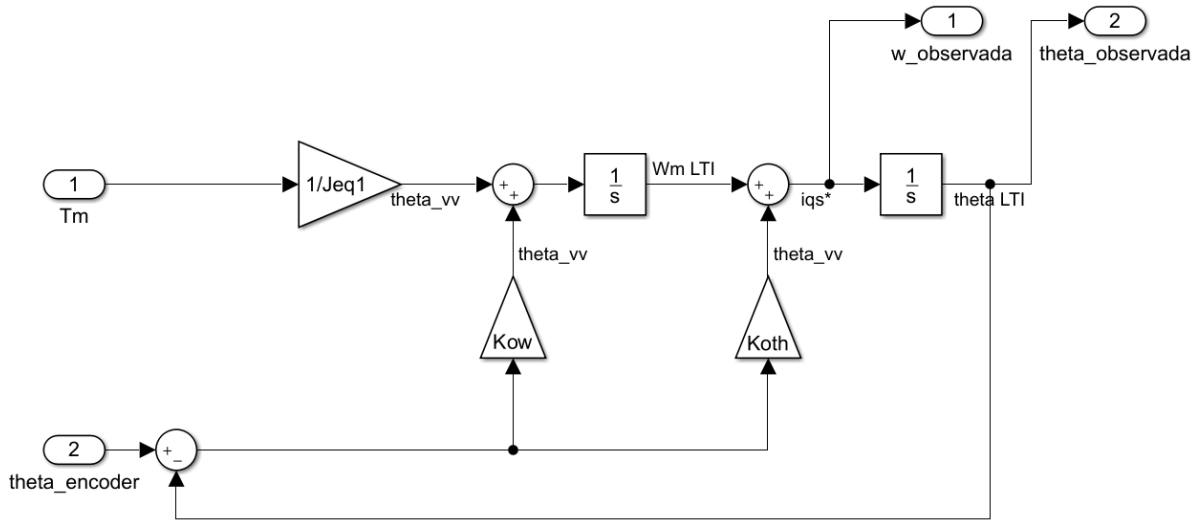 1
w_observada
2
theta_observada
1
Tm
1/Jeq1
theta_vv
+
+
1
s
Wm LTI
+
+
iqs*
1
s
theta LTI
theta_vv
theta_vv
Kow
Koth
2
theta_encoder
+
−